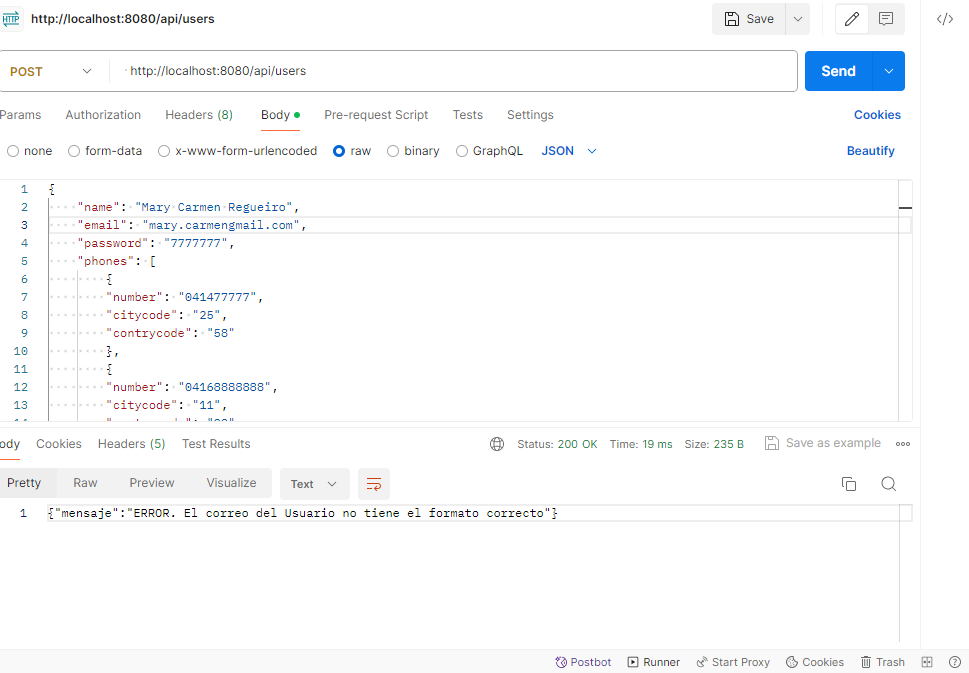 HTTP http://localhost:8080/api/users Save
POST http://localhost:8080/api/users Send
Params Authorization Headers (8) Body Pre-request Script Tests Settings Cookies
none form-data x-www-form-urlencoded raw binary GraphQL JSON Beautify
1 {
2 "name": "Mary Carmen Regueiro",
3 "email": "mary.carmengmail.com",
4 "password": "7777777",
5 "phones": [
6 {
7 "number": "041477777",
8 "citycode": "25",
9 "contrycode": "58"
10 },
11 {
12 "number": "04168888888",
13 "citycode": "11",
ody Cookies Headers (5) Test Results Status: 200 OK Time: 19 ms Size: 235 B Save as example
Pretty Raw Preview Visualize Text
1 {"mensaje":"ERROR. El correo del Usuario no tiene el formato correcto"}
Postbot Runner Start Proxy Cookies Trash